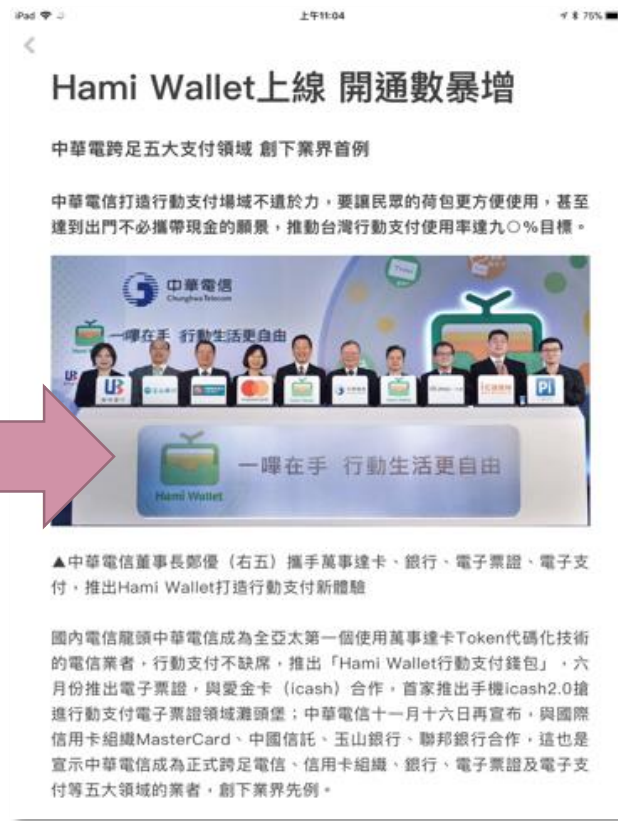 iPad
上午11:04
75%
Hami Wallet上線 開通數暴增
中華電跨足五大支付領域 創下業界首例
中華電信打造行動支付場域不遺於力，要讓民眾的荷包更方便使用，甚至
達到出門不必攜帶現金的願景，推動台灣行動支付使用率達九○%目標。
中華電信
Chunghwa Telecom
一嗶在手 行動生活更自由
Pi
一嗶在手 行動生活更自由
Hami Wallet
▲中華電信董事長鄭優（右五）攜手萬事達卡、銀行、電子票證、電子支
付，推出Hami Wallet打造行動支付新體驗
國內電信龍頭中華電信成為全亞太第一個使用萬事達卡Token代碼化技術
的電信業者，行動支付不缺席，推出「Hami Wallet行動支付錢包」，六
月份推出電子票證，與愛金卡（icash）合作，首家推出手機icash2.0搶
進行動支付電子票證領域灘頭堡；中華電信十一月十六日再宣布，與國際
信用卡組織MasterCard、中國信託、玉山銀行、聯邦銀行合作，這也是
宣示中華電信成為正式跨足電信、信用卡組織、銀行、電子票證及電子支
付等五大領域的業者，創下業界先例。